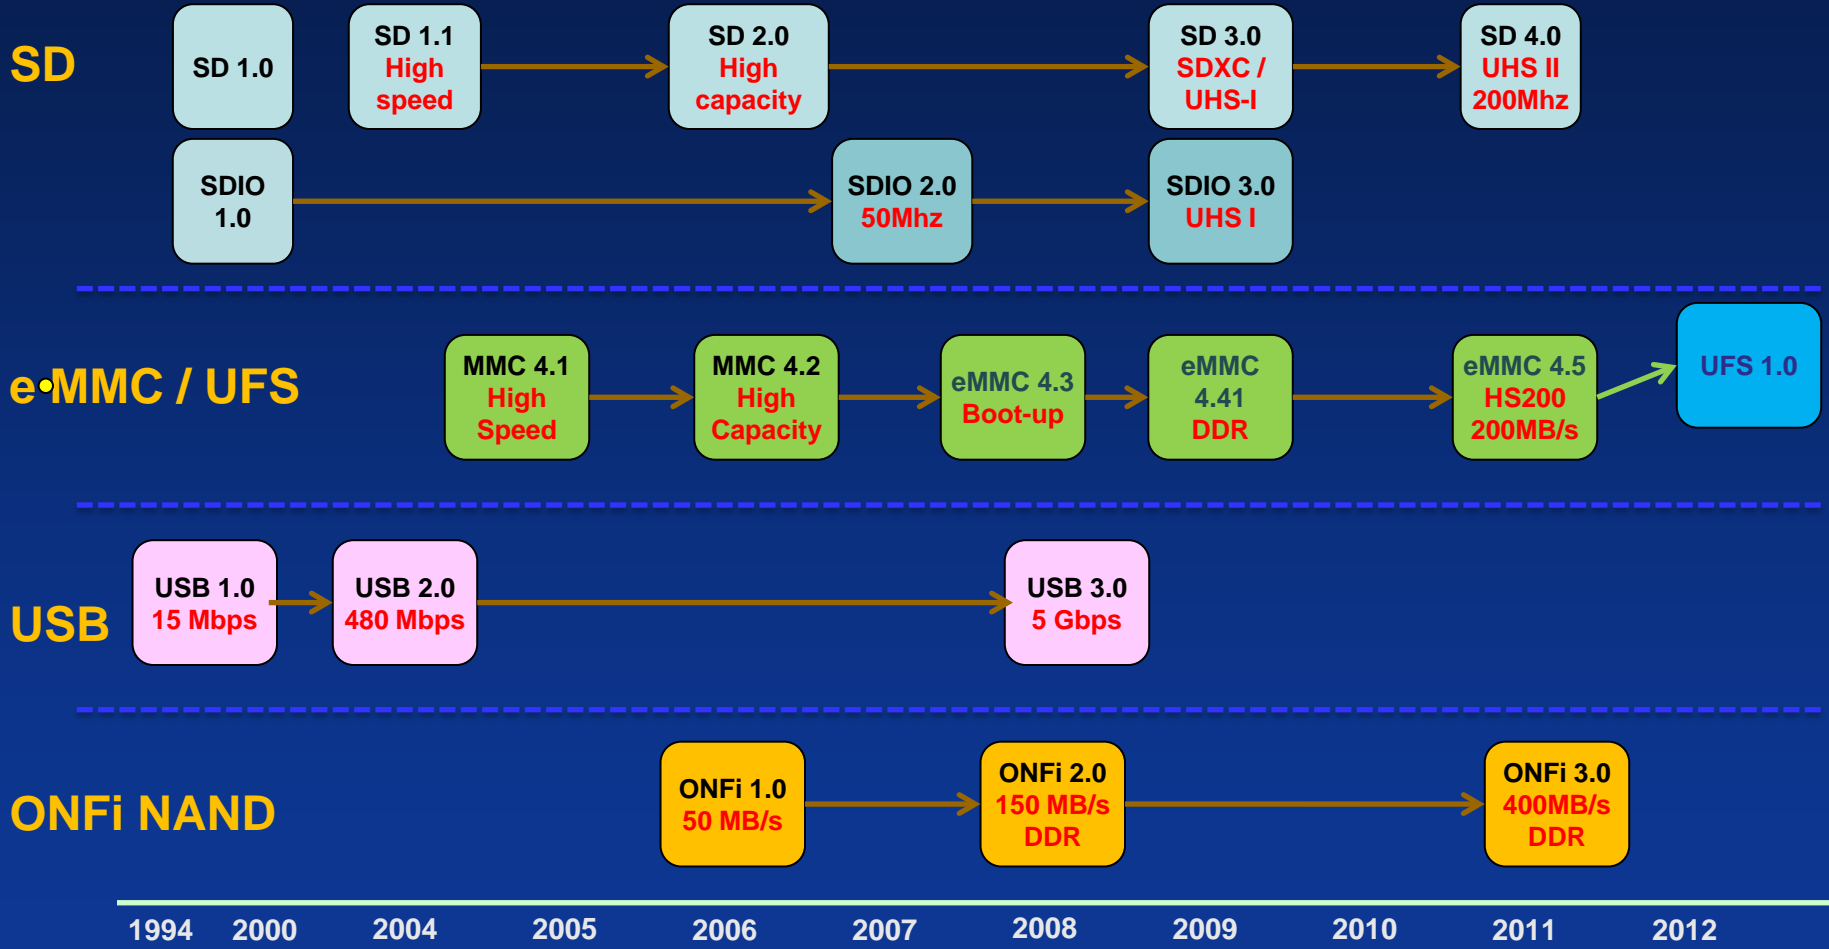 SD
SD 1.0
SD 1.1
High
speed
SD 2.0
High
capacity
SD 3.0
SDXC /
UHS-I
SD 4.0
UHS II
200Mhz
SDIO
1.0
SDIO 2.0
50Mhz
SDIO 3.0
UHS I
e•MMC / UFS
MMC 4.1
High
Speed
MMC 4.2
High
Capacity
eMMC 4.3
Boot-up
eMMC
4.41
DDR
eMMC 4.5
HS200
200MB/s
UFS 1.0
USB
USB 1.0
15 Mbps
USB 2.0
480 Mbps
USB 3.0
5 Gbps
ONFi NAND
ONFi 1.0
50 MB/s
ONFi 2.0
150 MB/s
DDR
ONFi 3.0
400MB/s
DDR
1994 2000 2004 2005 2006 2007 2008 2009 2010 2011 2012